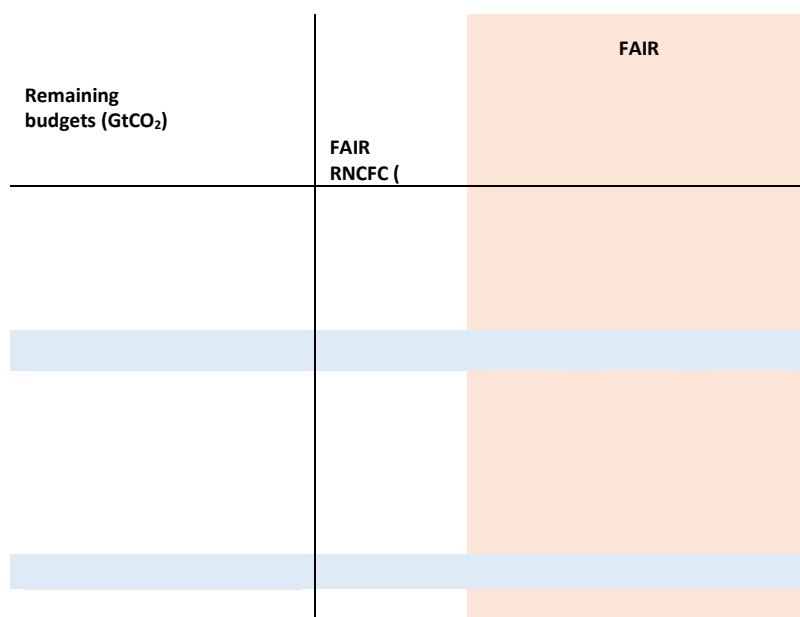 FAIR
Remaining
budgets (GtCO₂)
FAIR
RNCFC (